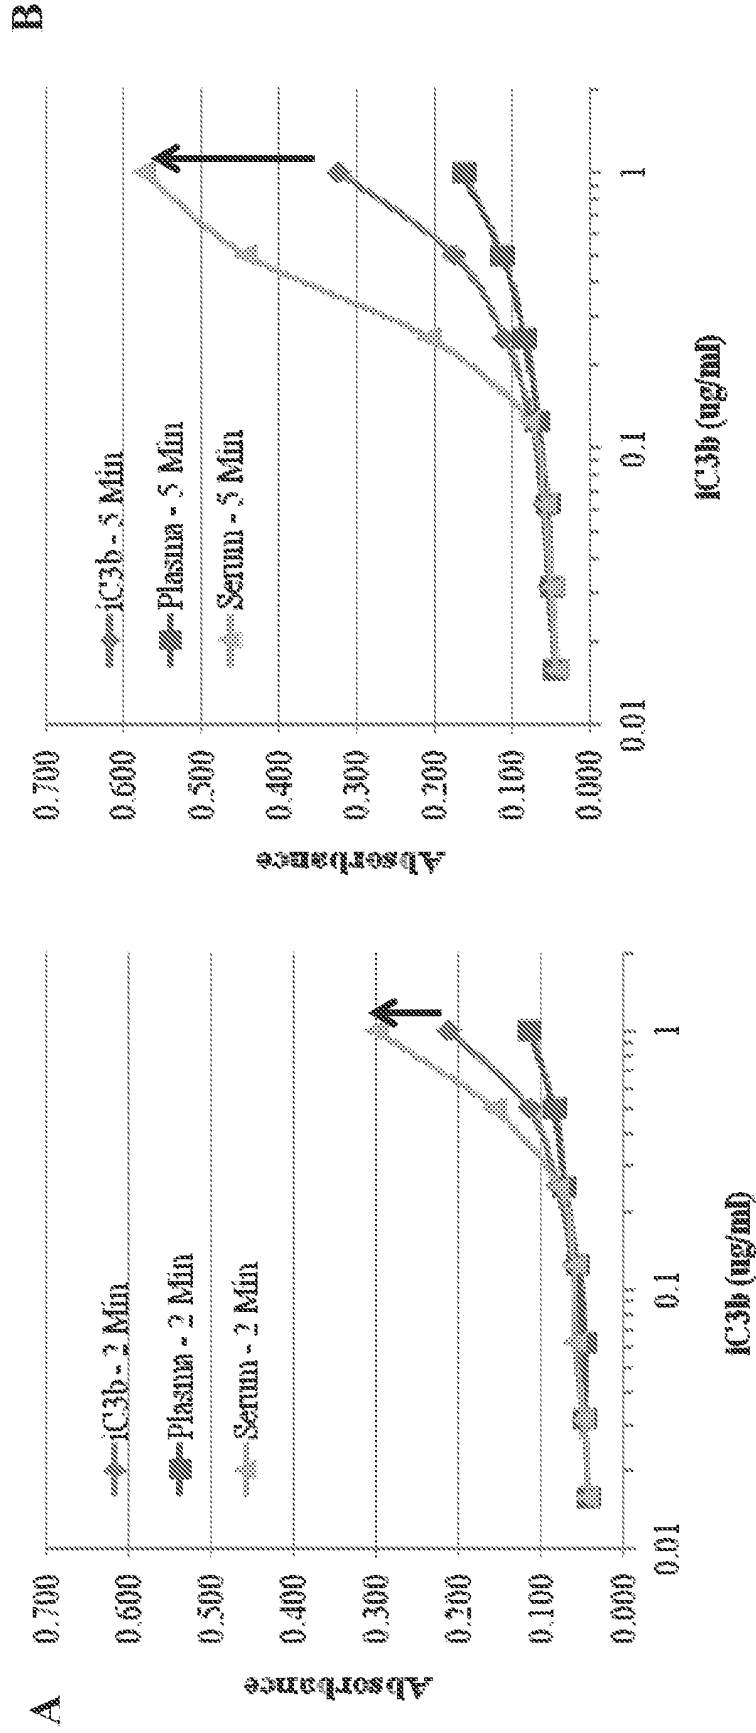 A
0.700
0.600
0.500
0.400
0.300
0.200
0.100
0.000
Absorbance
iC3b - 2 Min
Plasma - 2 Min
Serum - 2 Min
0.01
0.1
1
iC3b (ug/ml)
B
0.700
0.600
0.500
0.400
0.300
0.200
0.100
0.000
Absorbance
iC3b - 5 Min
Plasma - 5 Min
Serum - 5 Min
0.01
0.1
1
iC3b (ug/ml)